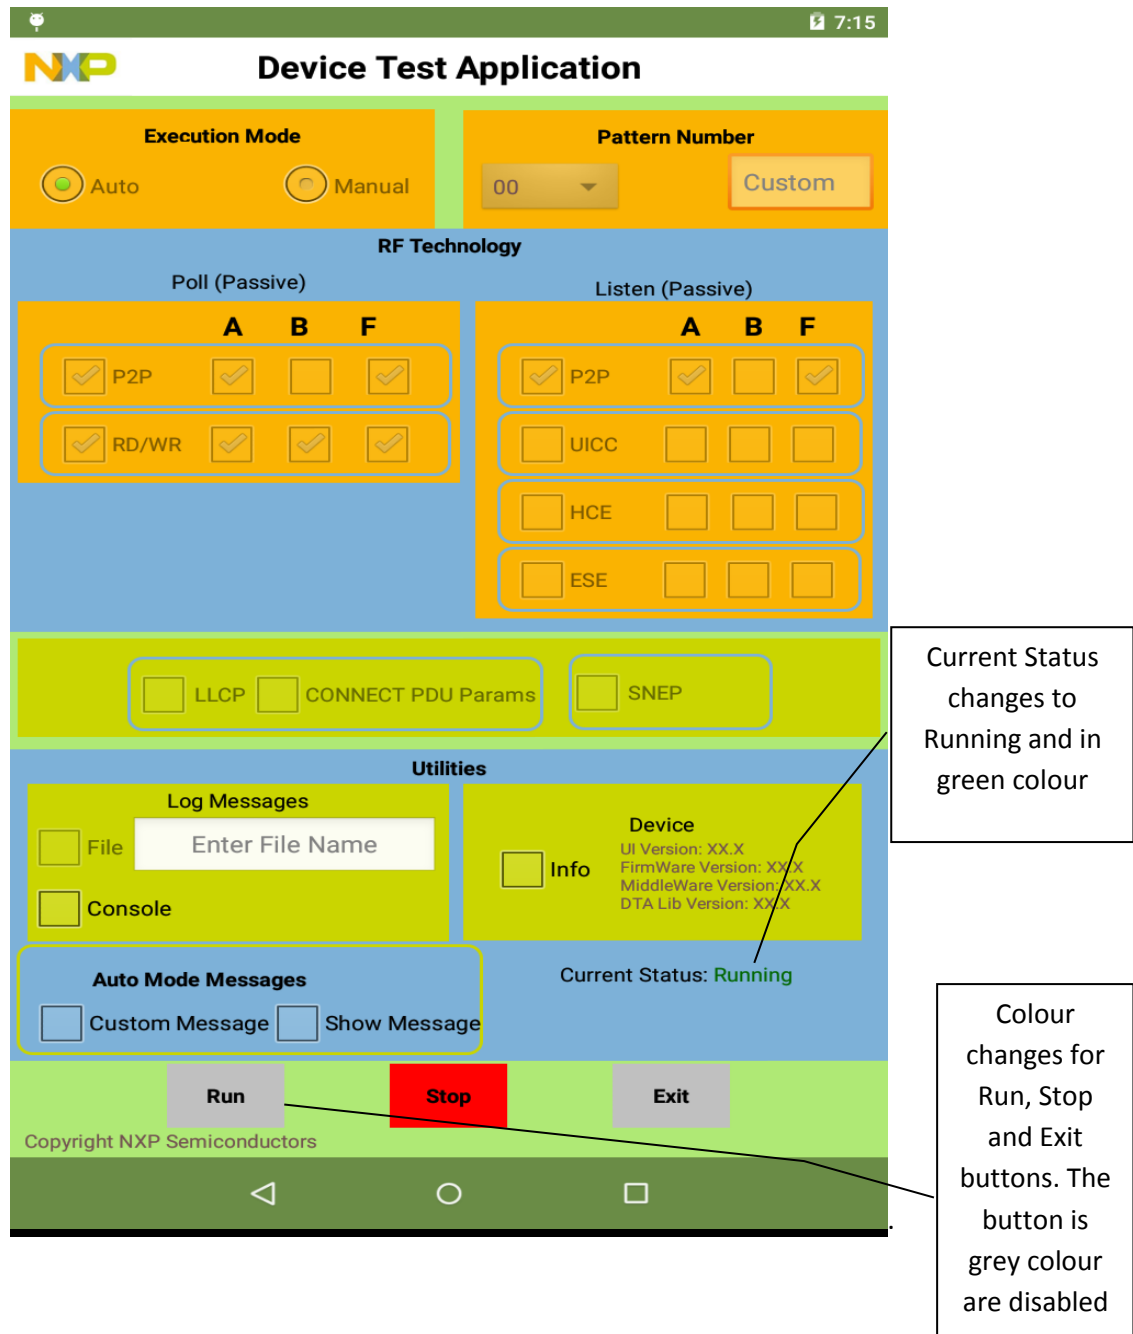 7:15
NXP
Device Test Application
Execution Mode
Auto
Manual
Pattern Number
00
Custom
RF Technology
Poll (Passive)
A B F
P2P
RD/WR
Listen (Passive)
A B F
P2P
UICC
HCE
ESE
LLCP
CONNECT PDU Params
SNEP
Utilities
Log Messages
File
Enter File Name
Console
Device
Info
UI Version: XX.X
FirmWare Version: XX.X
MiddleWare Version: XX.X
DTA Lib Version: XX.X
Auto Mode Messages
Custom Message
Show Message
Current Status: Running
Run
Stop
Exit
Copyright NXP Semiconductors
.
Current Status
changes to
Running and in
green colour
Colour
changes for
Run, Stop
and Exit
buttons. The
button is
grey colour
are disabled